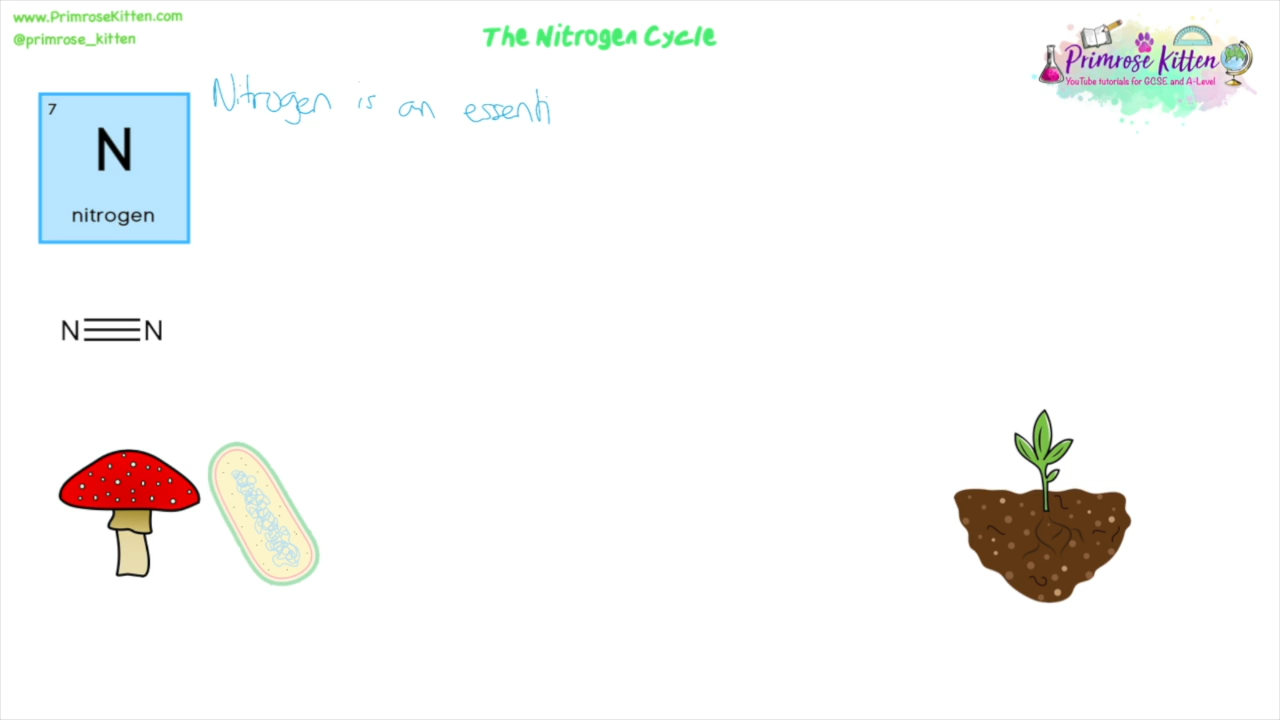 www.PrimroseKitten.com
@primrose_kitten
The Nitrogen Cycle
Primrose Kitten
YouTube tutorials for GCSE and A-Level
Nitrogen is an essenti
7
N
nitrogen
N≡N